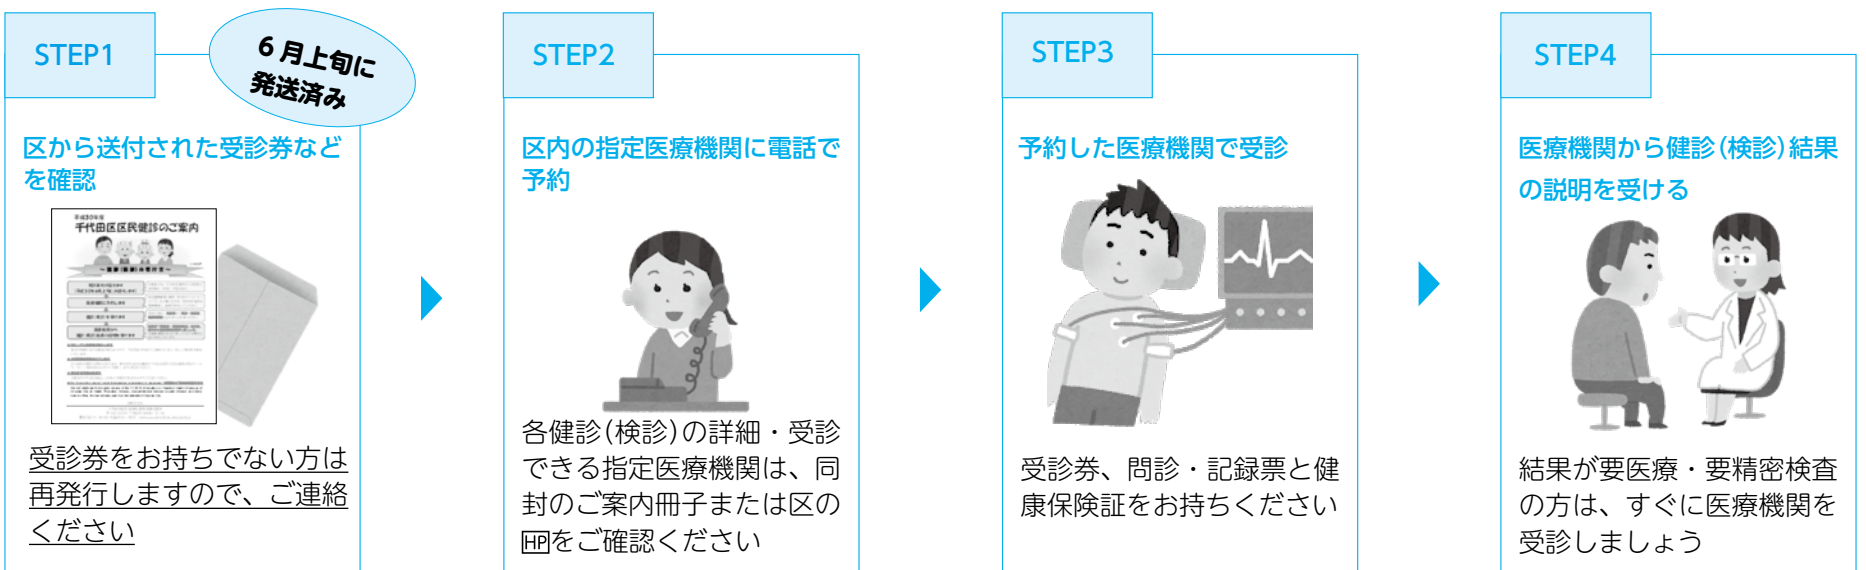 STEP1
6月上旬に
発送済み
区から送付された受診券など
を確認
平成30年度
千代田区区民健診のご案内
受診券をお持ちでない方は
再発行しますので、ご連絡
ください
STEP2
区内の指定医療機関に電話で
予約
各健診(検診)の詳細・受診
できる指定医療機関は、同
封のご案内冊子または区の
HPをご確認ください
STEP3
予約した医療機関で受診
受診券、問診・記録票と健
康保険証をお持ちください
STEP4
医療機関から健診(検診)結果
の説明を受ける
結果が要医療・要精密検査
の方は、すぐに医療機関を
受診しましょう